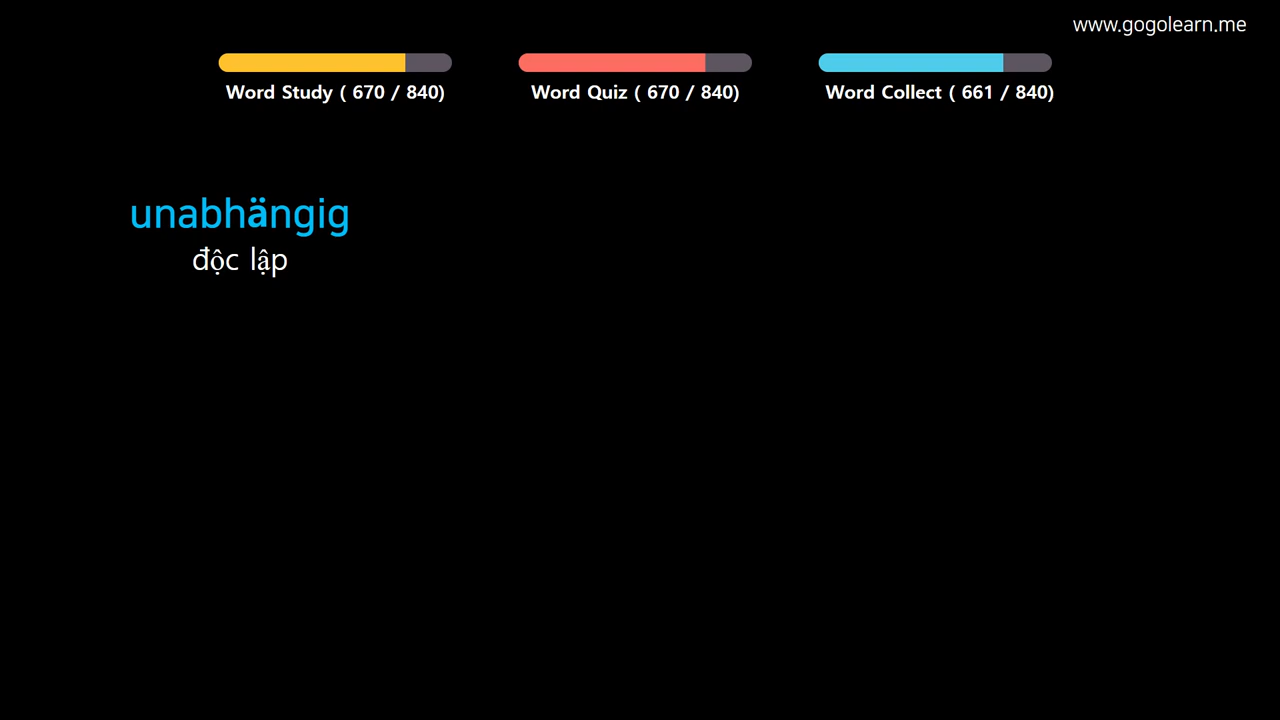 www.gogolearn.me
Word Study ( 670 / 840)
Word Quiz ( 670 / 840)
Word Collect ( 661 / 840)
unabhängig
độc lập